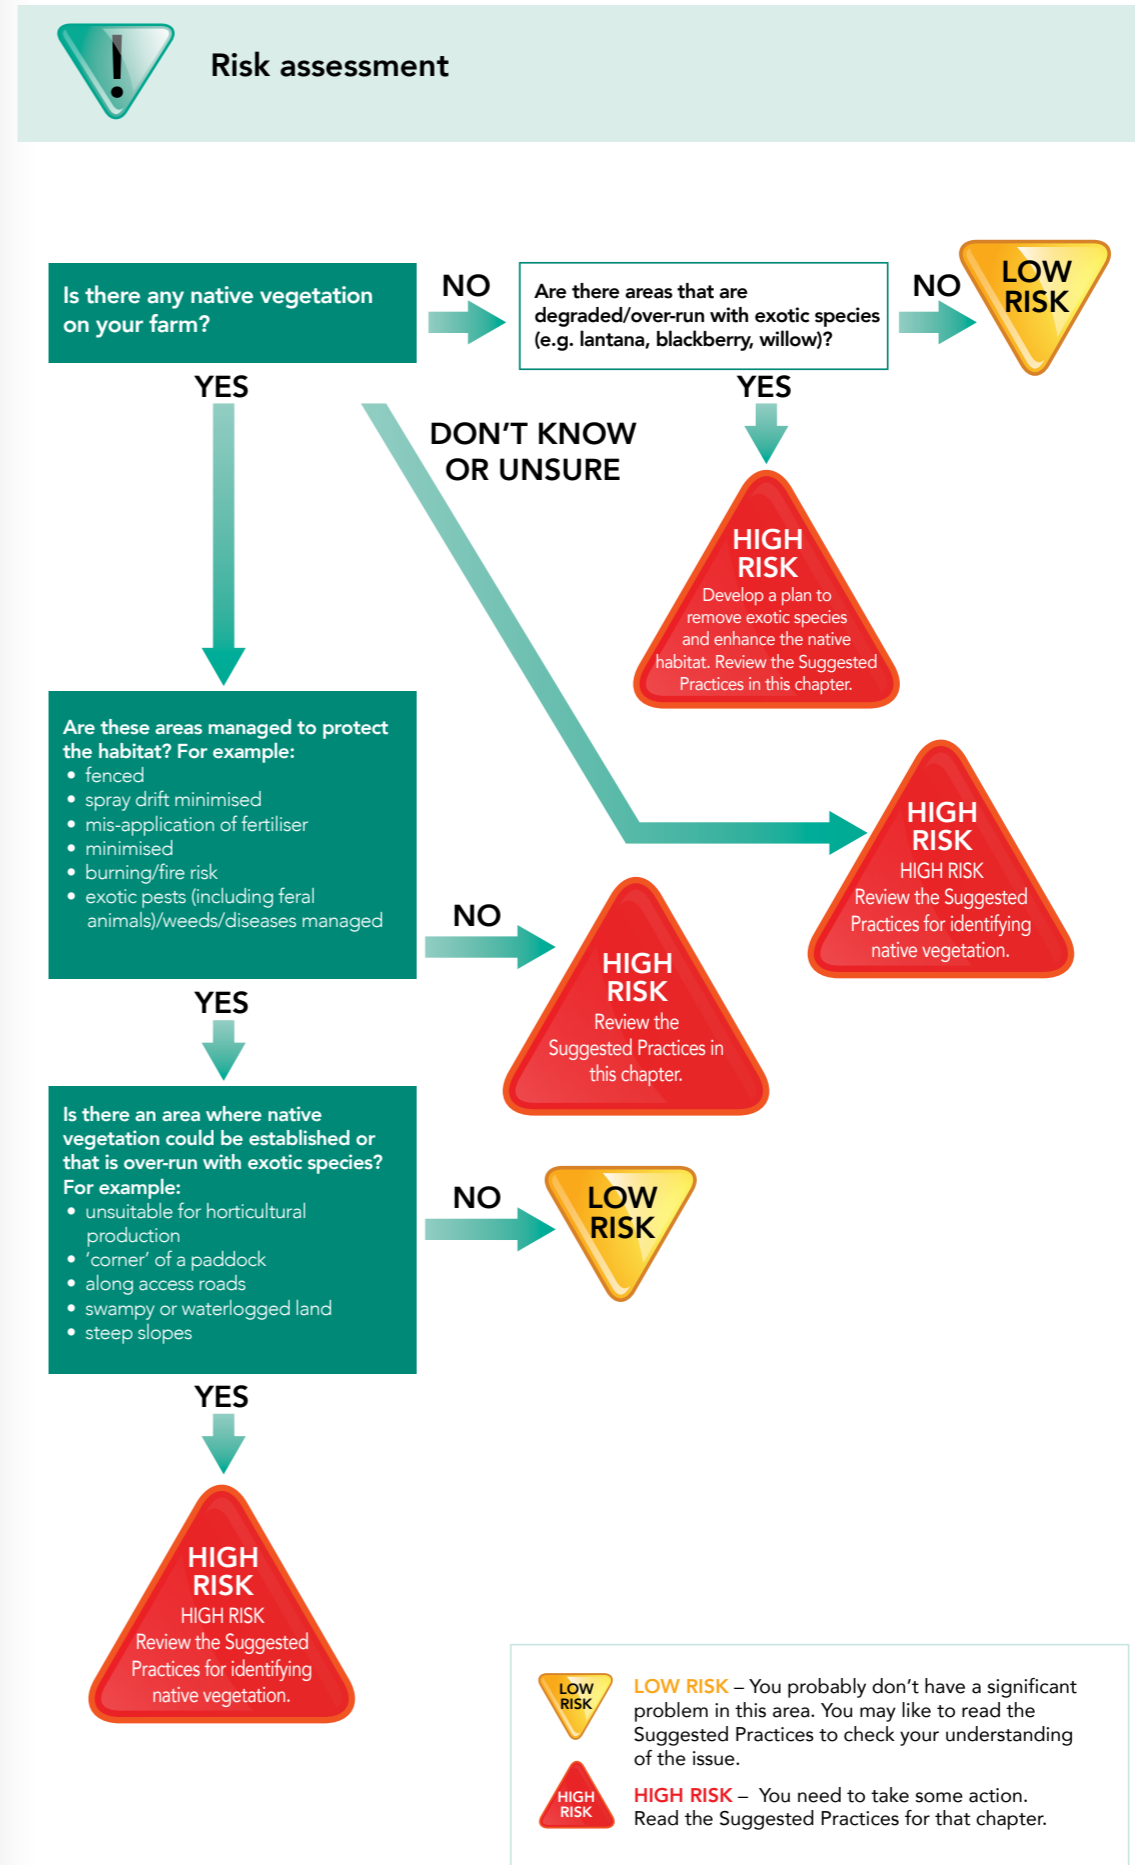 Risk assessment
Is there any native vegetation
on your farm?
NO
Are there areas that are
degraded/over-run with exotic species
(e.g. lantana, blackberry, willow)?
NO
LOW
RISK
YES
DON'T KNOW
OR UNSURE
YES
HIGH
RISK
Develop a plan to
remove exotic species
and enhance the native
habitat. Review the Suggested
Practices in this chapter.
Are these areas managed to protect
the habitat? For example:
• fenced
• spray drift minimised
• mis-application of fertiliser
• minimised
• burning/fire risk
• exotic pests (including feral
animals)/weeds/diseases managed
HIGH
RISK
HIGH RISK
Review the Suggested
Practices for identifying
native vegetation.
NO
HIGH
RISK
Review the
Suggested Practices in
this chapter.
YES
Is there an area where native
vegetation could be established or
that is over-run with exotic species?
For example:
• unsuitable for horticultural
production
• ‘corner’ of a paddock
• along access roads
• swampy or waterlogged land
• steep slopes
NO
LOW
RISK
YES
HIGH
RISK
HIGH RISK
Review the Suggested
Practices for identifying
native vegetation.
LOW
RISK
LOW RISK – You probably don't have a significant
problem in this area. You may like to read the
Suggested Practices to check your understanding
of the issue.
HIGH
RISK
HIGH RISK – You need to take some action.
Read the Suggested Practices for that chapter.